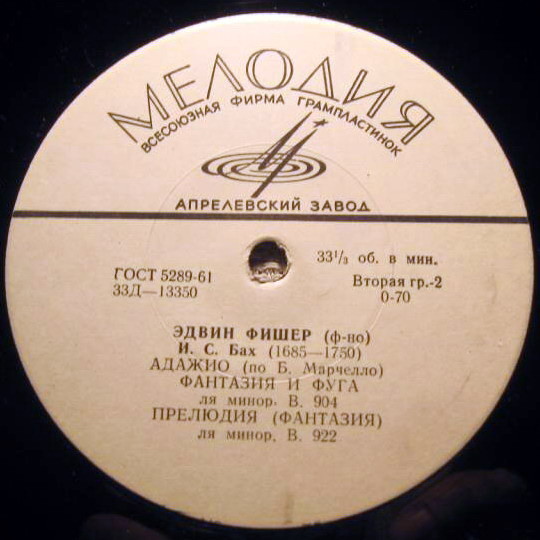 МЕЛОДИЯ
ВСЕСОЮЗНАЯ ФИРМА ГРАМПЛАСТИНОК
АПРЕЛЕВСКИЙ ЗАВОД
33⅓ об. в мин.
ГОСТ 5289-61
Вторая гр.-2
33Д—13350
0-70
ЭДВИН ФИШЕР (ф-но)
И. С. Бах (1685—1750)
АДАЖИО (по Б. Марчелло)
ФАНТАЗИЯ И ФУГА
ля минор, В. 904
ПРЕЛЮДИЯ (ФАНТАЗИЯ)
ля минор, В. 922